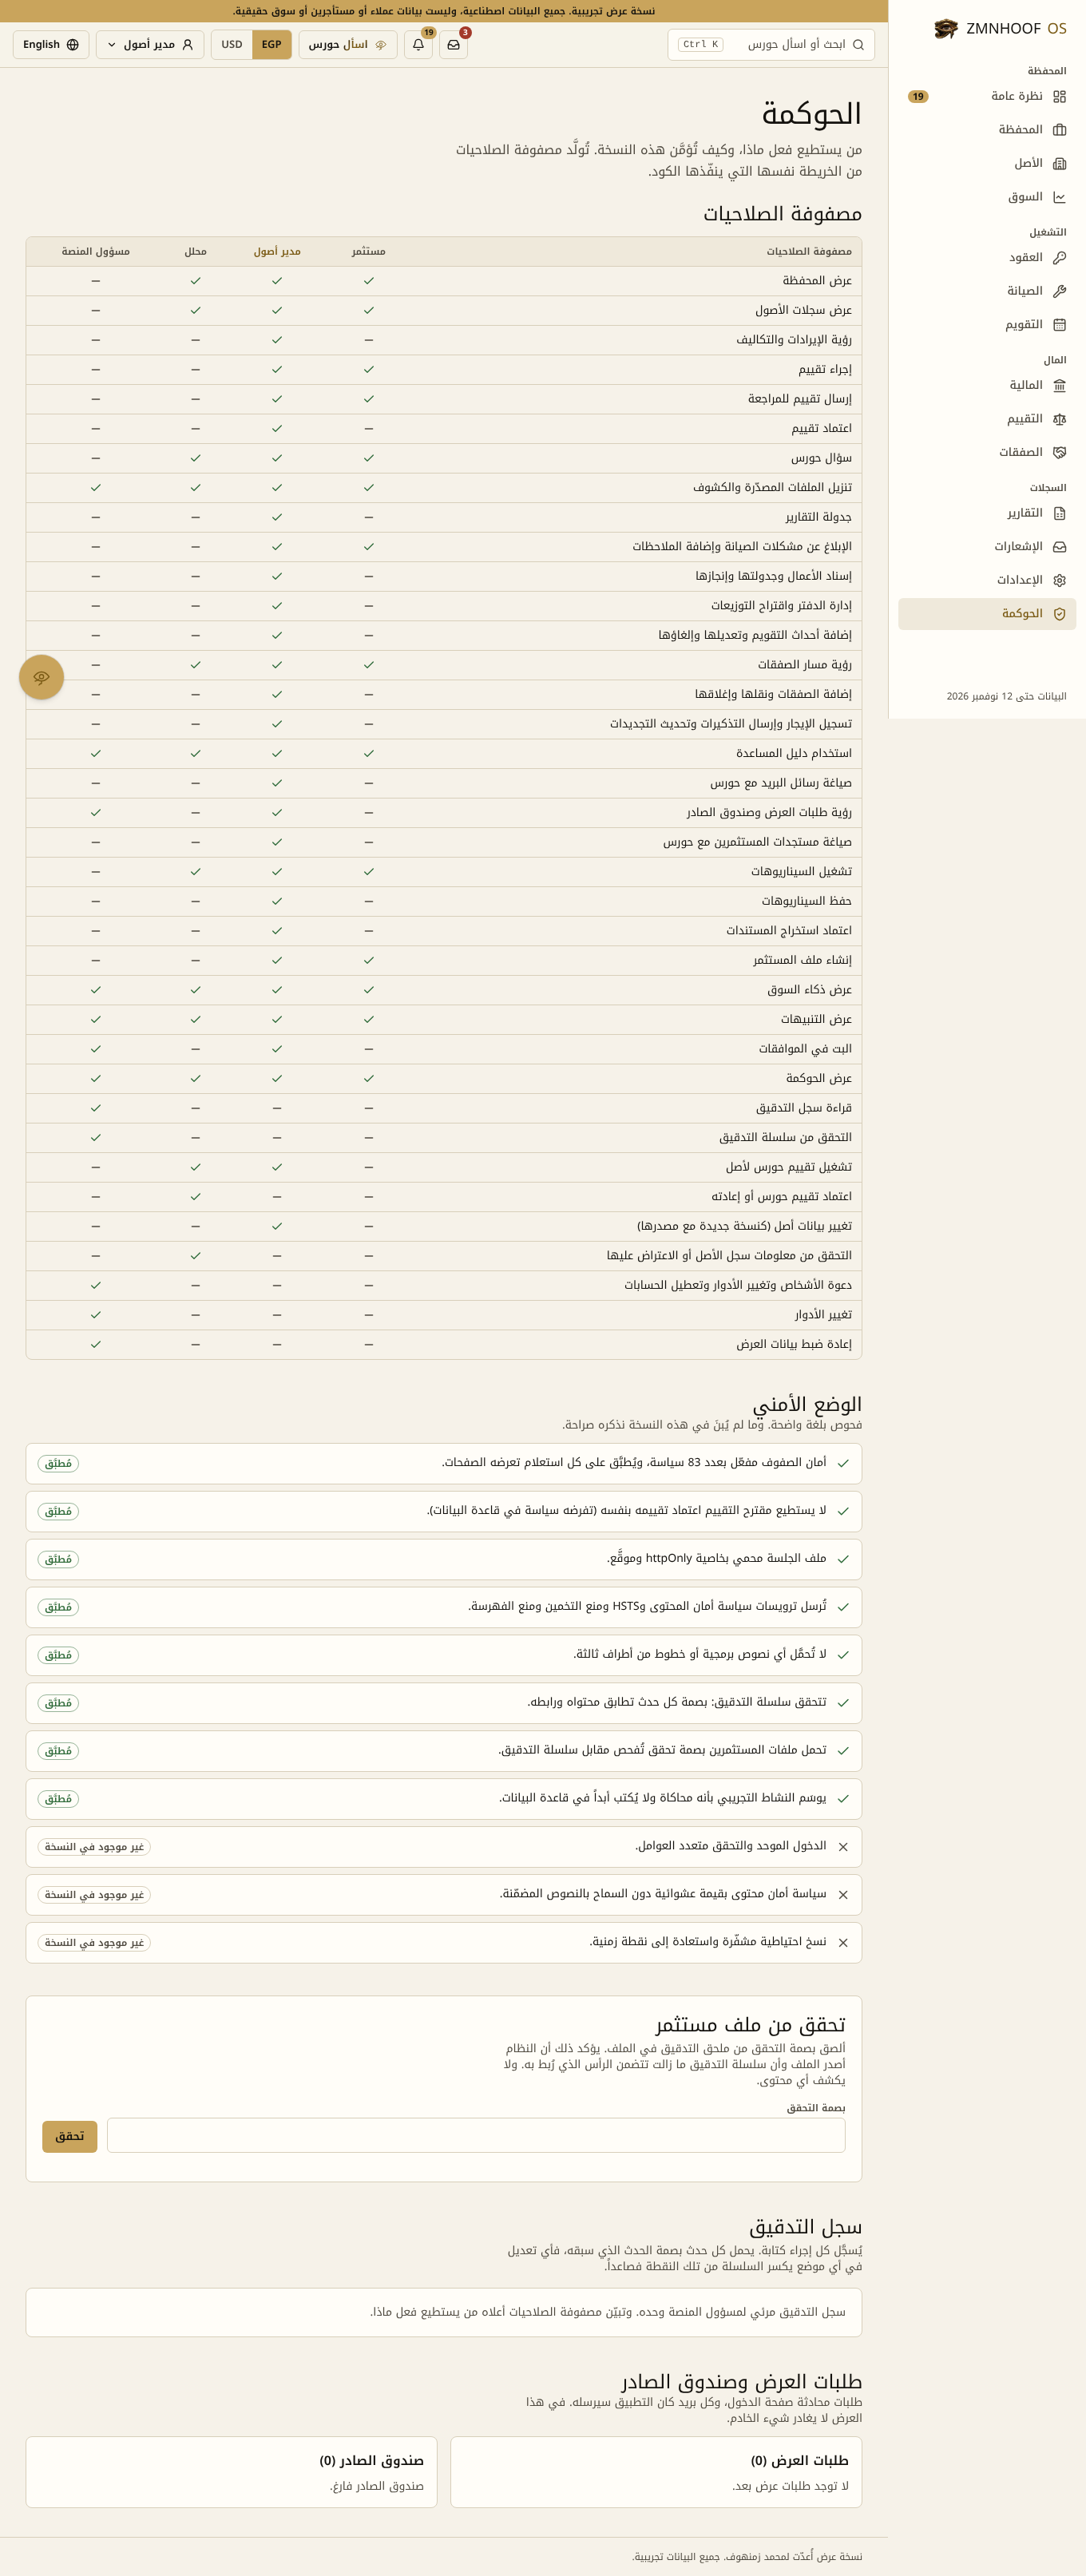 نسخة عرض تجريبية. جميع البيانات اصطناعية، وليست بيانات عملاء أو مستأجرين أو سوق حقيقية.
ZMNHOOF OS
ابحث أو اسأل حورس
Ctrl K
3
19
اسأل حورس
EGP
USD
مدير أصول
English
المحفظة
نظرة عامة
19
المحفظة
الأصل
السوق
التشغيل
العقود
الصيانة
التقويم
المال
المالية
التقييم
الصفقات
السجلات
التقارير
الإشعارات
الإعدادات
الحوكمة
البيانات حتى 12 نوفمبر 2026
الحوكمة
من يستطيع فعل ماذا، وكيف تُؤمَّن هذه النسخة. تُولَّد مصفوفة الصلاحيات
من الخريطة نفسها التي ينفّذها الكود.
مصفوفة الصلاحيات
مصفوفة الصلاحيات مستثمر مدير أصول محلل مسؤول المنصة
عرض المحفظة
عرض سجلات الأصول
رؤية الإيرادات والتكاليف
إجراء تقييم
إرسال تقييم للمراجعة
اعتماد تقييم
سؤال حورس
تنزيل الملفات المصدّرة والكشوف
جدولة التقارير
الإبلاغ عن مشكلات الصيانة وإضافة الملاحظات
إسناد الأعمال وجدولتها وإنجازها
إدارة الدفتر واقتراح التوزيعات
إضافة أحداث التقويم وتعديلها وإلغاؤها
رؤية مسار الصفقات
إضافة الصفقات ونقلها وإغلاقها
تسجيل الإيجار وإرسال التذكيرات وتحديث التجديدات
استخدام دليل المساعدة
صياغة رسائل البريد مع حورس
رؤية طلبات العرض وصندوق الصادر
صياغة مستجدات المستثمرين مع حورس
تشغيل السيناريوهات
حفظ السيناريوهات
اعتماد استخراج المستندات
إنشاء ملف المستثمر
عرض ذكاء السوق
عرض التنبيهات
البت في الموافقات
عرض الحوكمة
قراءة سجل التدقيق
التحقق من سلسلة التدقيق
تشغيل تقييم حورس لأصل
اعتماد تقييم حورس أو إعادته
تغيير بيانات أصل (كنسخة جديدة مع مصدرها)
التحقق من معلومات سجل الأصل أو الاعتراض عليها
دعوة الأشخاص وتغيير الأدوار وتعطيل الحسابات
تغيير الأدوار
إعادة ضبط بيانات العرض
الوضع الأمني
فحوص بلغة واضحة. وما لم يُبنَ في هذه النسخة نذكره صراحة.
أمان الصفوف مفعّل بعدد 83 سياسة، ويُطبَّق على كل استعلام تعرضه الصفحات.
مُطبَّق
لا يستطيع مقترح التقييم اعتماد تقييمه بنفسه (تفرضه سياسة في قاعدة البيانات).
مُطبَّق
ملف الجلسة محمي بخاصية httpOnly وموقَّع.
مُطبَّق
تُرسل ترويسات سياسة أمان المحتوى وHSTS ومنع التخمين ومنع الفهرسة.
مُطبَّق
لا تُحمَّل أي نصوص برمجية أو خطوط من أطراف ثالثة.
مُطبَّق
تتحقق سلسلة التدقيق: بصمة كل حدث تطابق محتواه ورابطه.
مُطبَّق
تحمل ملفات المستثمرين بصمة تحقق تُفحص مقابل سلسلة التدقيق.
مُطبَّق
يوسَم النشاط التجريبي بأنه محاكاة ولا يُكتب أبداً في قاعدة البيانات.
مُطبَّق
الدخول الموحد والتحقق متعدد العوامل.
غير موجود في النسخة
سياسة أمان محتوى بقيمة عشوائية دون السماح بالنصوص المضمّنة.
غير موجود في النسخة
نسخ احتياطية مشفّرة واستعادة إلى نقطة زمنية.
غير موجود في النسخة
تحقق من ملف مستثمر
ألصق بصمة التحقق من ملحق التدقيق في الملف. يؤكد ذلك أن النظام
أصدر الملف وأن سلسلة التدقيق ما زالت تتضمن الرأس الذي رُبط به. ولا
يكشف أي محتوى.
بصمة التحقق
تحقق
سجل التدقيق
يُسجَّل كل إجراء كتابة. يحمل كل حدث بصمة الحدث الذي سبقه، فأي تعديل
في أي موضع يكسر السلسلة من تلك النقطة فصاعداً.
سجل التدقيق مرئي لمسؤول المنصة وحده. وتبيّن مصفوفة الصلاحيات أعلاه من يستطيع فعل ماذا.
طلبات العرض وصندوق الصادر
طلبات محادثة صفحة الدخول، وكل بريد كان التطبيق سيرسله. في هذا
العرض لا يغادر شيء الخادم.
طلبات العرض (0)
لا توجد طلبات عرض بعد.
صندوق الصادر (0)
صندوق الصادر فارغ.
نسخة عرض أُعدّت لمحمد زمنهوف. جميع البيانات تجريبية.